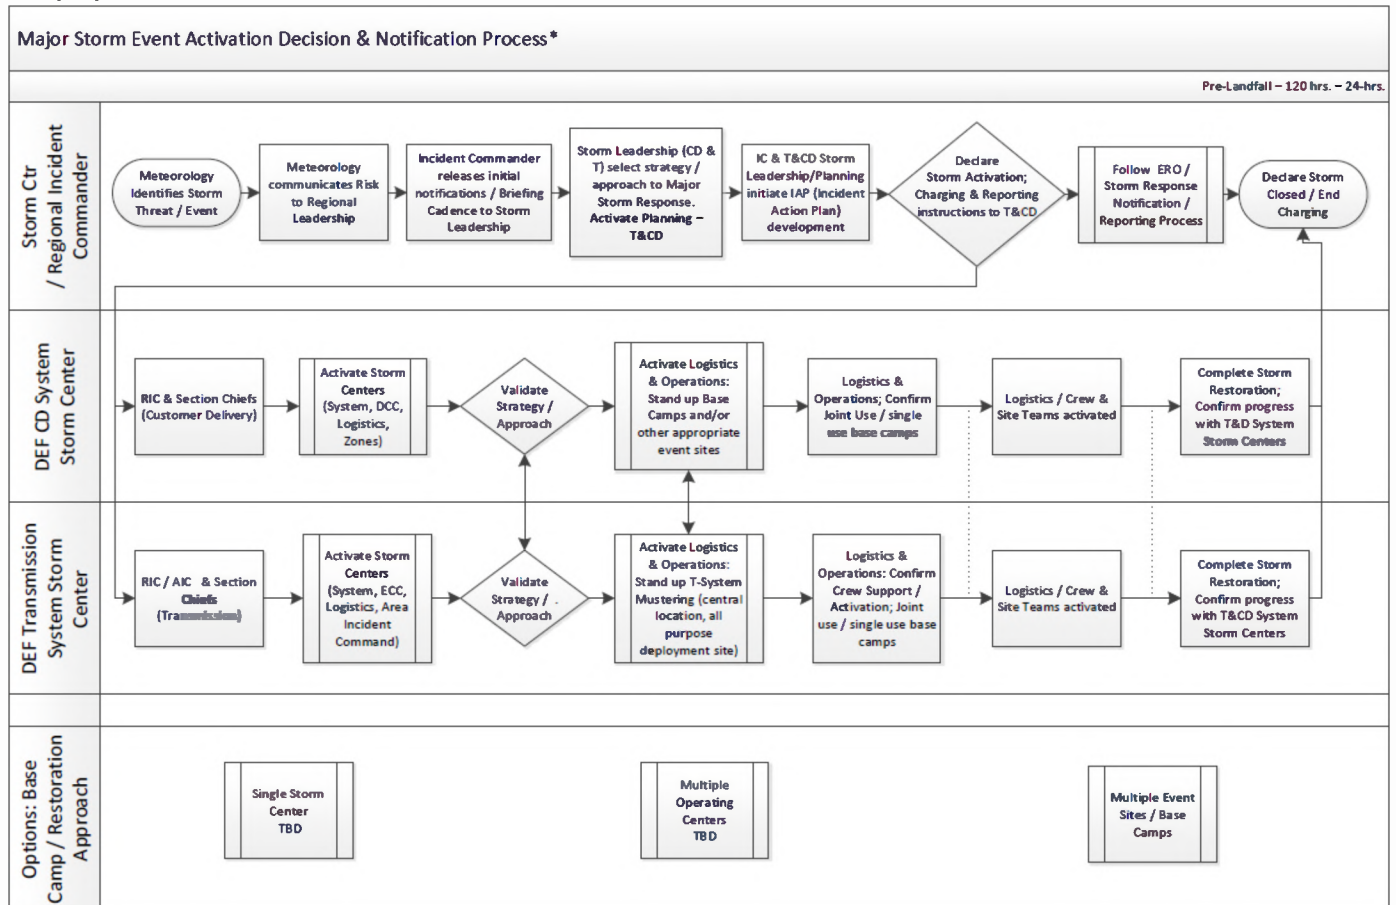 Major Storm Event Activation Decision & Notification Process*
Pre-Landfall – 120 hrs. – 24-hrs.
Storm Ctr
/ Regional Incident
Commander
Meteorology
Identifies Storm
Threat / Event
Meteorology
communicates Risk
to Regional
Leadership
Incident Commander
releases initial
notifications / Briefing
Cadence to Storm
Leadership
Storm Leadership (CD &
T) select strategy /
approach to Major
Storm Response.
Activate Planning –
T&CD
IC & T&CD Storm
Leadership/Planning
initiate IAP (Incident
Action Plan)
development
Declare
Storm Activation;
Charging & Reporting
instructions to T&CD
Follow ERO /
Storm Response
Notification /
Reporting Process
Declare Storm
Closed / End
Charging
DEF CD System
Storm Center
RIC & Section Chiefs
(Customer Delivery)
Activate Storm
Centers
(System, DCC,
Logistics,
Zones)
Validate
Strategy /
Approach
Activate Logistics
& Operations:
Stand up Base
Camps and/or
other appropriate
event sites
Logistics &
Operations; Confirm
Joint Use / single
use base camps
Logistics / Crew &
Site Teams activated
Complete Storm
Restoration;
Confirm progress
with T&D System
Storm Centers
DEF Transmission
System Storm
Center
RIC / AIC & Section
Chiefs
(Transmission)
Activate Storm
Centers
(System, ECC,
Logistics, Area
Incident
Command)
Validate
Strategy / .
Approach
Activate Logistics
& Operations:
Stand up T-System
Mustering (central
location, all
purpose
deployment site)
Logistics &
Operations: Confirm
Crew Support /
Activation; Joint
use / single use base
camps
Logistics / Crew &
Site Teams activated
Complete Storm
Restoration;
Confirm progress
with T&CD System
Storm Centers
Options: Base
Camp / Restoration
Approach
Single Storm
Center
TBD
Multiple
Operating
Centers
TBD
Multiple Event
Sites / Base
Camps